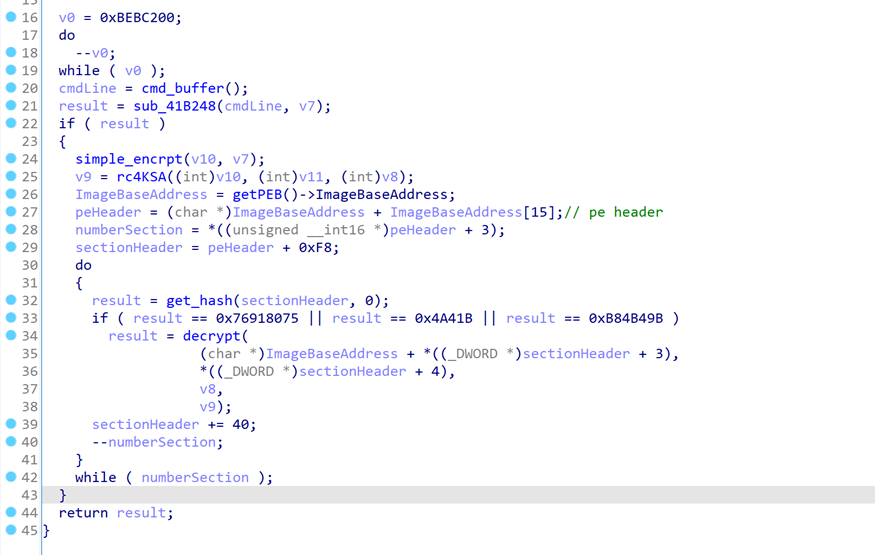 16 v0 = 0xBEBC200;
17 do
18 --v0;
19 while ( v0 );
20 cmdLine = cmd_buffer();
21 result = sub_41B248(cmdLine, v7);
22 if ( result )
23 {
24 simple_encrpt(v10, v7);
25 v9 = rc4KSA((int)v10, (int)v11, (int)v8);
26 ImageBaseAddress = getPEB()->ImageBaseAddress;
27 peHeader = (char *)ImageBaseAddress + ImageBaseAddress[15];// pe header
28 numberSection = *((unsigned __int16 *)peHeader + 3);
29 sectionHeader = peHeader + 0xF8;
30 do
31 {
32 result = get_hash(sectionHeader, 0);
33 if ( result == 0x76918075 || result == 0x4A41B || result == 0xB84B49B )
34 result = decrypt(
35 (char *)ImageBaseAddress + *((_DWORD *)sectionHeader + 3),
36 *((_DWORD *)sectionHeader + 4),
37 v8,
38 v9);
39 sectionHeader += 40;
40 --numberSection;
41 }
42 while ( numberSection );
43 }
44 return result;
45 }